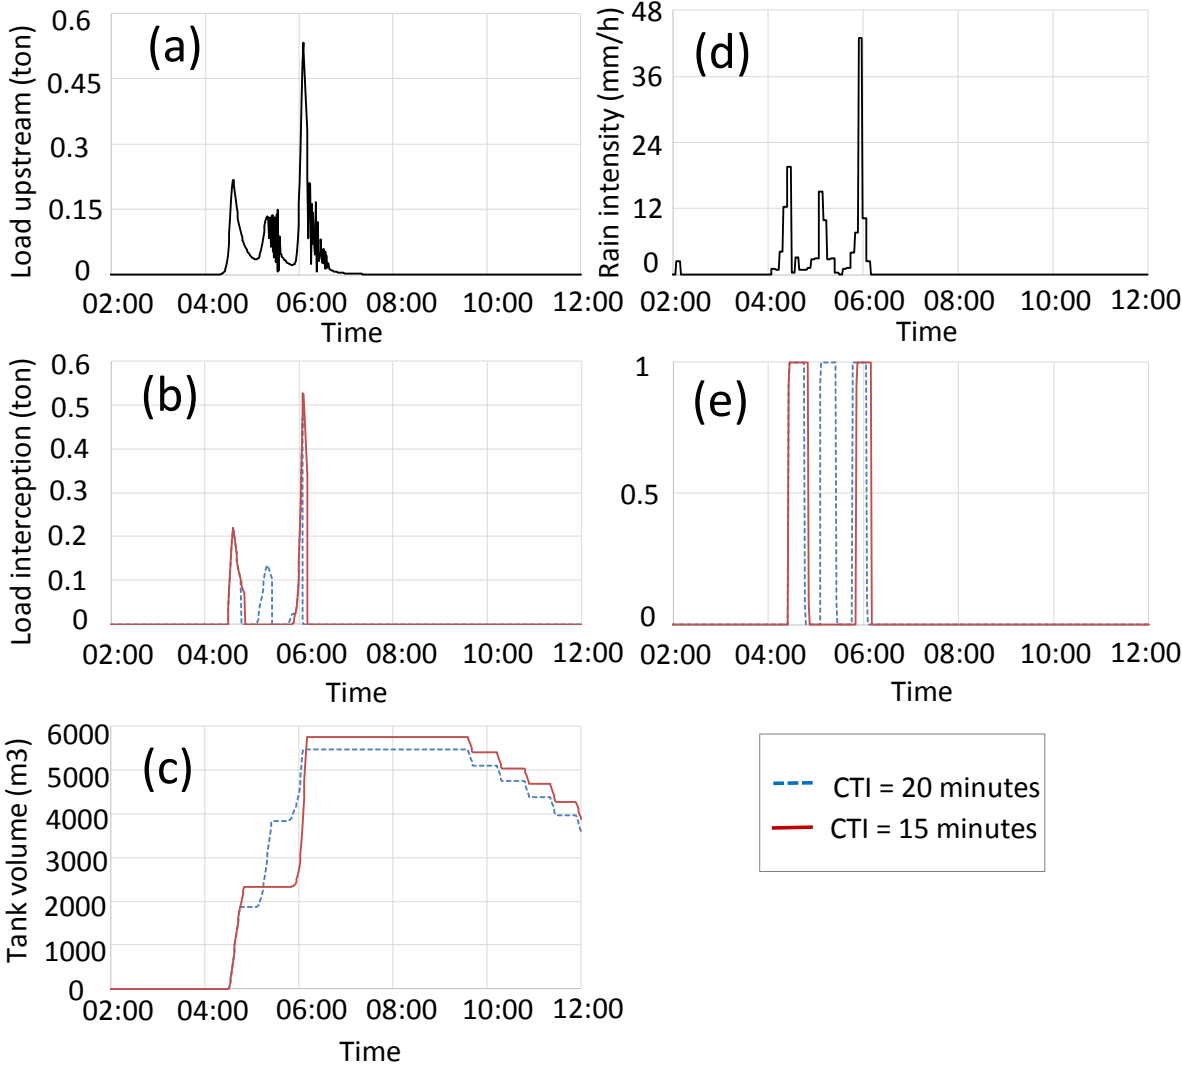 (a)
Load upstream (ton)
0.6
0.45
0.3
0.15
0
02:00 04:00 06:00 08:00 10:00 12:00
Time
(d)
Rain intensity (mm/h)
48
36
24
12
0
02:00 04:00 06:00 08:00 10:00 12:00
Time
(b)
Load interception (ton)
0.6
0.5
0.4
0.3
0.2
0.1
0
02:00 04:00 06:00 08:00 10:00 12:00
Time
(e)
1
0.5
0
02:00 04:00 06:00 08:00 10:00 12:00
Time
(c)
Tank volume (m3)
6000
5000
4000
3000
2000
1000
0
02:00 04:00 06:00 08:00 10:00 12:00
Time
CTI = 20 minutes
CTI = 15 minutes